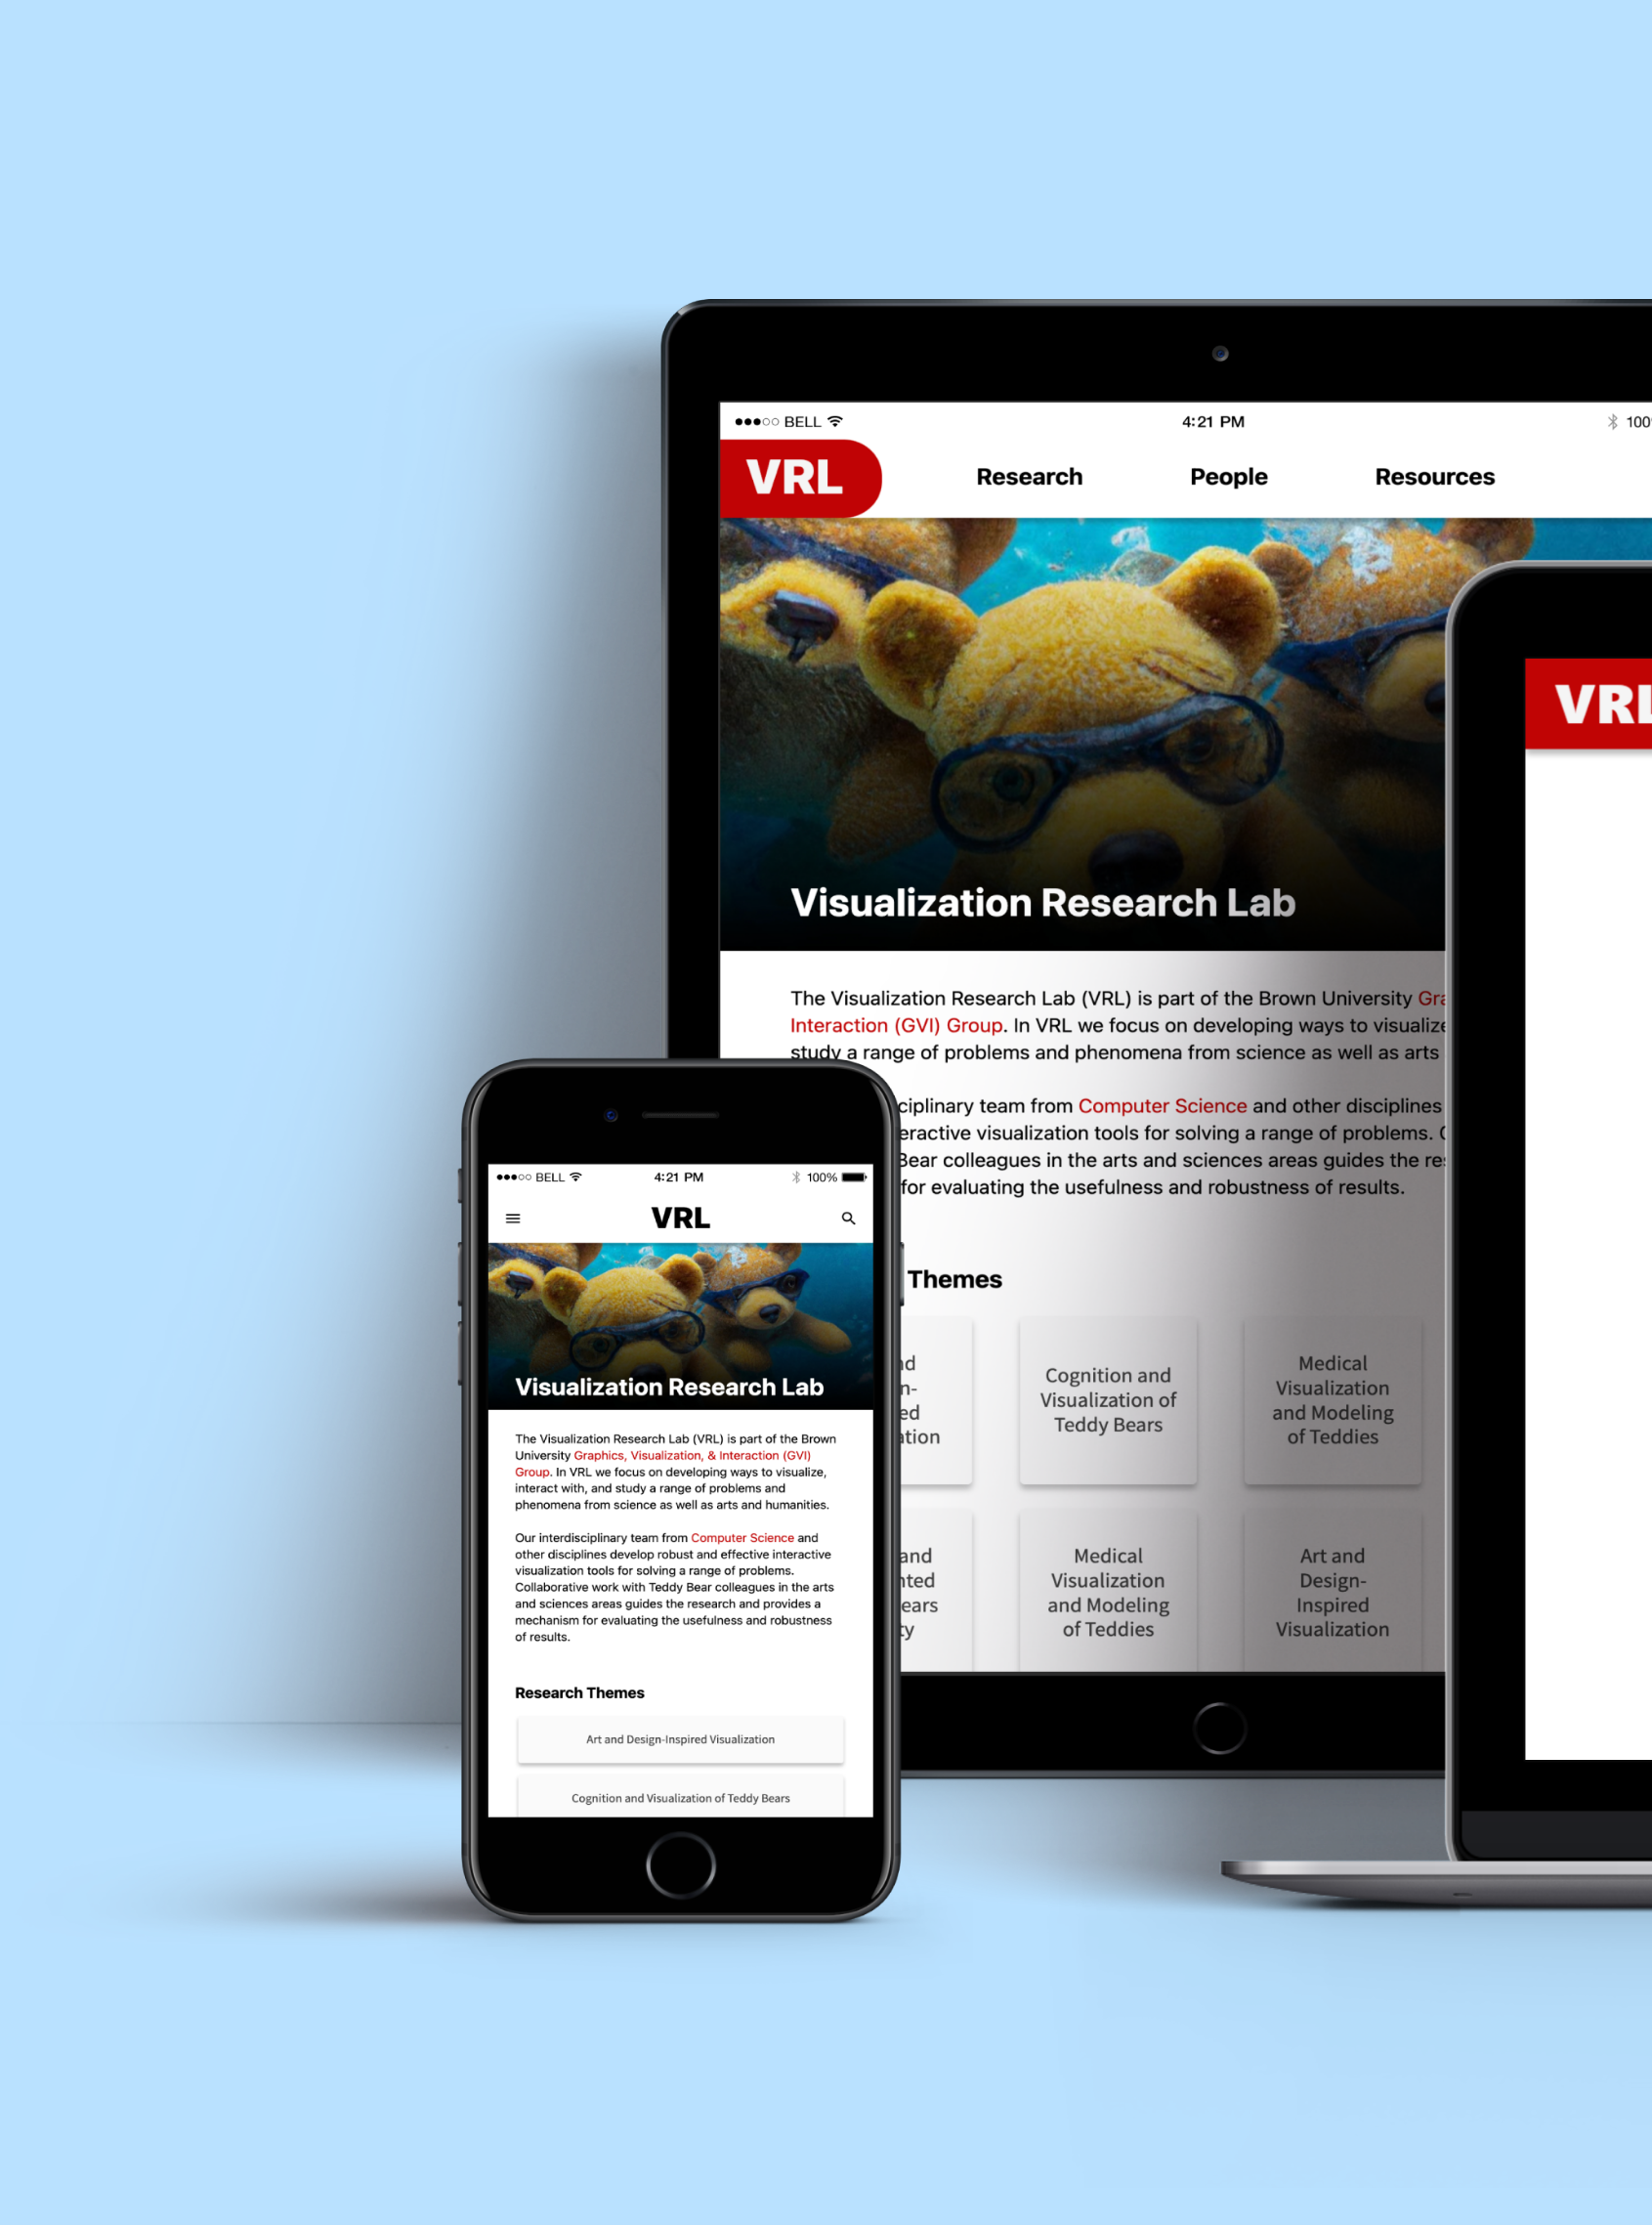 BELL
4:21 PM
100%
VRL
Research
People
Resources
Visualization Research Lab
The Visualization Research Lab (VRL) is part of the Brown University
Interaction (GVI) Group. In VRL we focus on developing ways to visualize
study a range of problems and phenomena from science as well as arts
team from Computer Science and other disciplines
visualization tools for solving a range of problems.
Bear colleagues in the arts and sciences areas guides the
for evaluating the usefulness and robustness of results.
Themes
Cognition and
Visualization of
Teddy Bears
Medical
Visualization
and Modeling
of Teddies
and
Medical
Visualization
and Modeling
of Teddies
Art and
Design-
Inspired
Visualization
VRL
BELL
4:21 PM
100%
VRL
Visualization Research Lab
The Visualization Research Lab (VRL) is part of the Brown
University Graphics, Visualization, & Interaction (GVI)
Group. In VRL we focus on developing ways to visualize,
interact with, and study a range of problems and
phenomena from science as well as arts and humanities.
Our interdisciplinary team from Computer Science and
other disciplines develop robust and effective interactive
visualization tools for solving a range of problems.
Collaborative work with Teddy Bear colleagues in the arts
and sciences areas guides the research and provides a
mechanism for evaluating the usefulness and robustness
of results.
Research Themes
Art and Design-Inspired Visualization
Cognition and Visualization of Teddy Bears